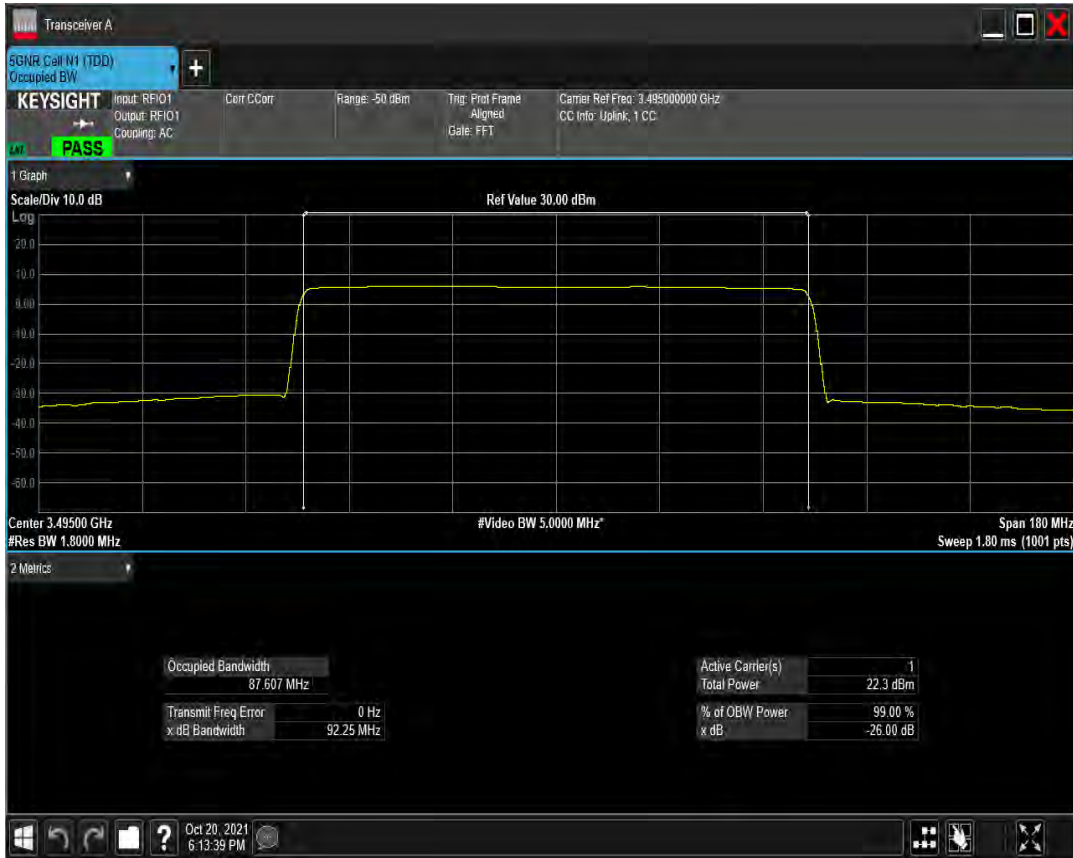 Transceiver A
5GNR Cell N1 (TDD)
Occupied BW
+
KEYSIGHT
PASS
Input: RFIO1
Output: RFIO1
Coupling: AC
Corr CCorr
Range: -50 dBm
Trig: Prot Frame
Aligned
Gate: FFT
Carrier Ref Freq: 3.495000000 GHz
CC Info: Uplink, 1 CC
1 Graph
Scale/Div 10.0 dB
Ref Value 30.00 dBm
Log
20.0
10.0
0.00
-10.0
-20.0
-30.0
-40.0
-50.0
-60.0
Center 3.49500 GHz
#Video BW 5.0000 MHz*
Span 180 MHz
#Res BW 1.8000 MHz
Sweep 1.80 ms (1001 pts)
2 Metrics
Occupied Bandwidth
87.607 MHz
Transmit Freq Error 0 Hz
x dB Bandwidth 92.25 MHz
Active Carrier(s) 1
Total Power 22.3 dBm
% of OBW Power 99.00 %
x dB -26.00 dB
?
Oct 20, 2021
6:13:39 PM